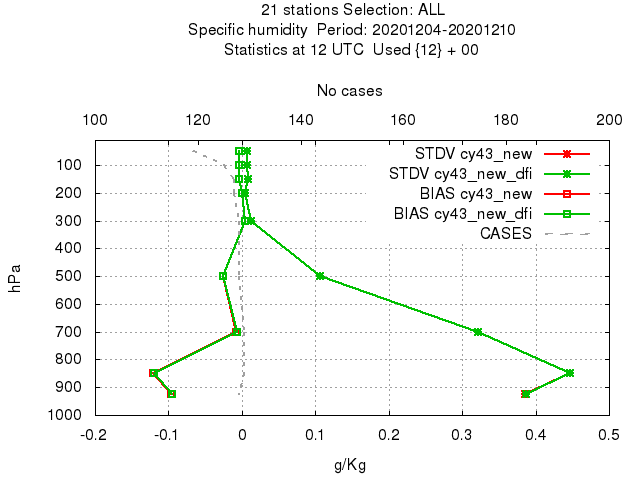 21 stations Selection: ALL
Specific humidity  Period: 20201204-20201210
Statistics at 12 UTC  Used {12} + 00
No cases
100 120 140 160 180 200
STDV cy43_new
STDV cy43_new_dfi
BIAS cy43_new
BIAS cy43_new_dfi
CASES
hPa
100
200
300
400
500
600
700
800
900
1000
-0.2 -0.1 0 0.1 0.2 0.3 0.4 0.5
g/Kg